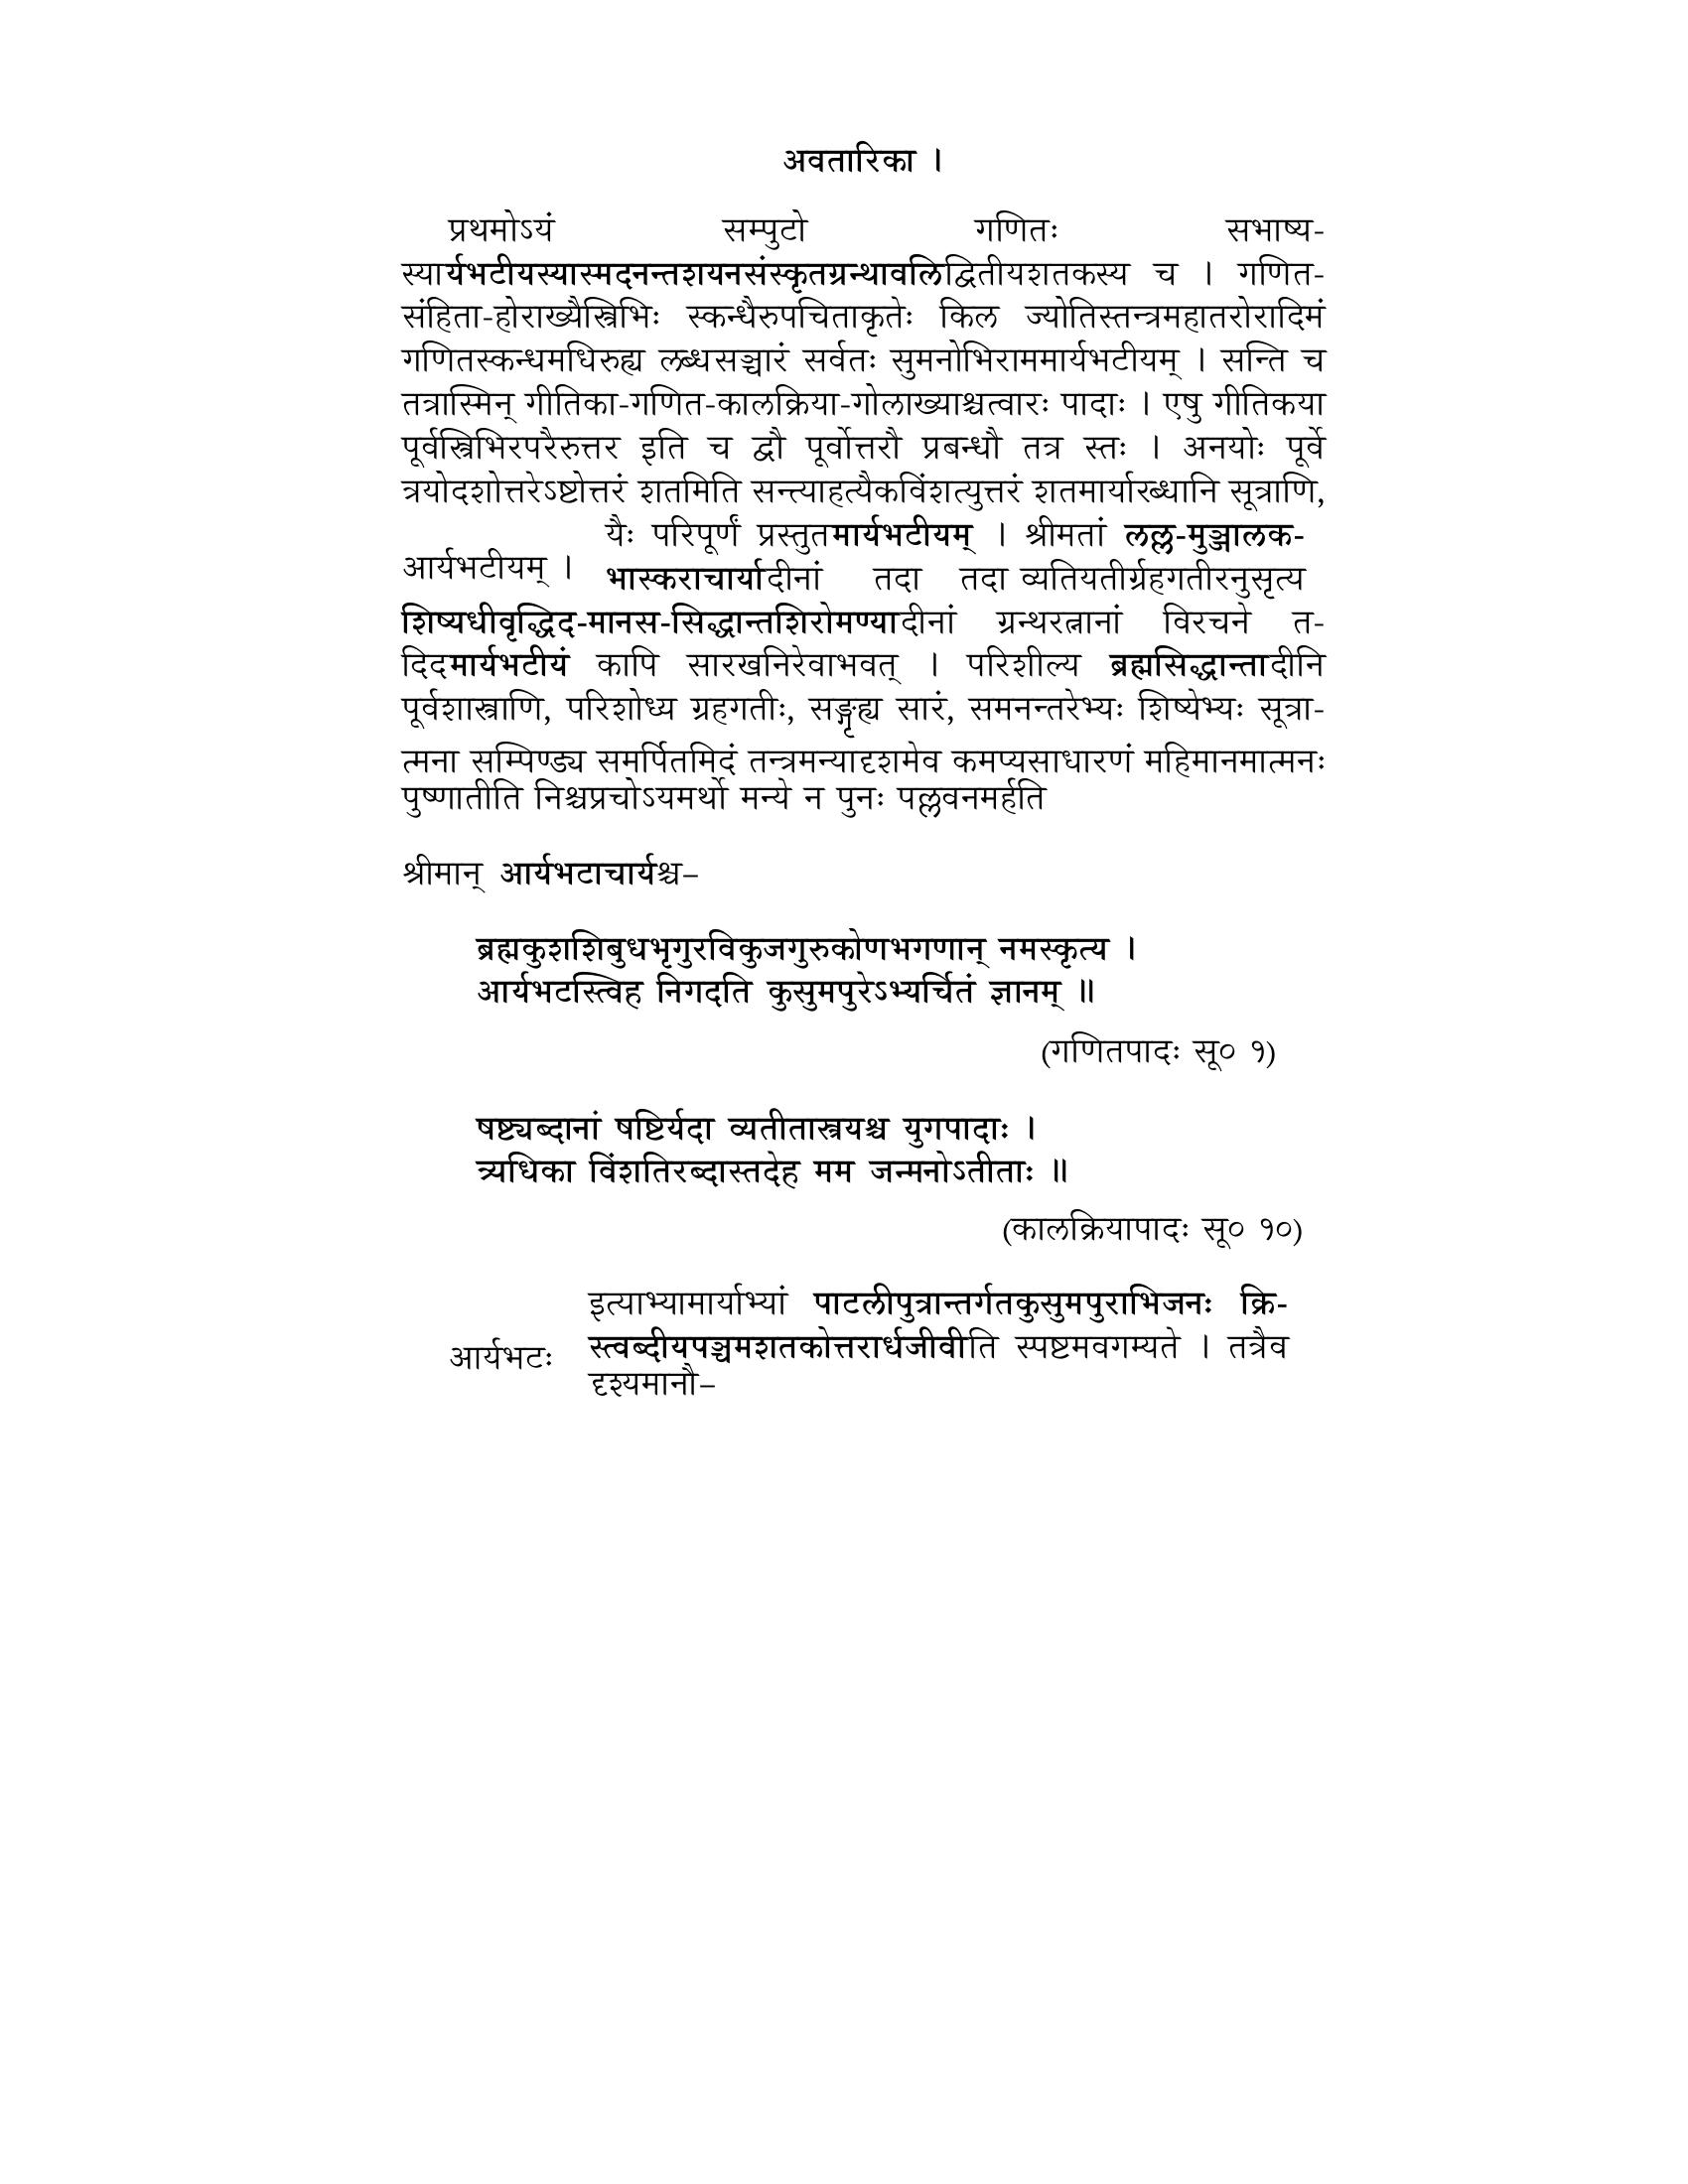 अवतारिका ।
प्रथमोऽयं सम्पुटो गणितः सभाष्य-
स्यार्यभटीयस्यास्मदनन्तशयनसंस्कृतग्रन्थावलिद्वितीयशतकस्य च । गणित-
संहिता-होराख्यैस्त्रिभिः स्कन्धैरुपचिताकृतेः किल ज्योतिस्तन्त्रमहातरोरादिमं
गणितस्कन्धमधिरुह्य लब्धसञ्चारं सर्वतः सुमनोभिराममार्यभटीयम् । सन्ति च
तत्रास्मिन् गीतिका-गणित-कालक्रिया-गोलाख्याश्चत्वारः पादाः । एषु गीतिकया
पूर्वस्त्रिभिरपरैरुत्तर इति च द्वौ पूर्वोत्तरौ प्रबन्धौ तत्र स्तः । अनयोः पूर्वे
त्रयोदशोत्तरेऽष्टोत्तरं शतमिति सन्त्याहत्यैकविंशत्युत्तरं शतमार्यारब्धानि सूत्राणि,
यैः परिपूर्णं प्रस्तुतमार्यभटीयम् । श्रीमतां लल्ल-मुञ्जालक-
आर्यभटीयम् ।
भास्कराचार्यादीनां तदा तदा व्यतियतीर्ग्रहगतीरनुसृत्य
शिष्यधीवृद्धिद-मानस-सिद्धान्तशिरोमण्यादीनां ग्रन्थरत्नानां विरचने त-
दिदमार्यभटीयं कापि सारखनिरेवाभवत् । परिशील्य ब्रह्मसिद्धान्तादीनि
पूर्वशास्त्राणि, परिशोध्य ग्रहगतीः, सङ्गृह्य सारं, समनन्तरेभ्यः शिष्येभ्यः सूत्रा-
त्मना सम्पिण्ड्य समर्पितमिदं तन्त्रमन्यादृशमेव कमप्यसाधारणं महिमानमात्मनः
पुष्णातीति निश्चप्रचोऽयमर्थो मन्ये न पुनः पल्लवनमर्हति
श्रीमान् आर्यभटाचार्यश्च–
ब्रह्मकुशशिबुधभृगुरविकुजगुरुकोणभगणान् नमस्कृत्य ।
आर्यभटस्त्विह निगदति कुसुमपुरेऽभ्यर्चितं ज्ञानम् ॥
(गणितपादः सू० १)
षष्ट्यब्दानां षष्टिर्यदा व्यतीतास्त्रयश्च युगपादाः ।
त्र्यधिका विंशतिरब्दास्तदेह मम जन्मनोऽतीताः ॥
(कालक्रियापादः सू० १०)
इत्याभ्यामार्याभ्यां पाटलीपुत्रान्तर्गतकुसुमपुराभिजनः क्रि-
स्त्वब्दीयपञ्चमशतकोत्तरार्धजीवीति स्पष्टमवगम्यते । तत्रैव
आर्यभटः
दृश्यमानौ–